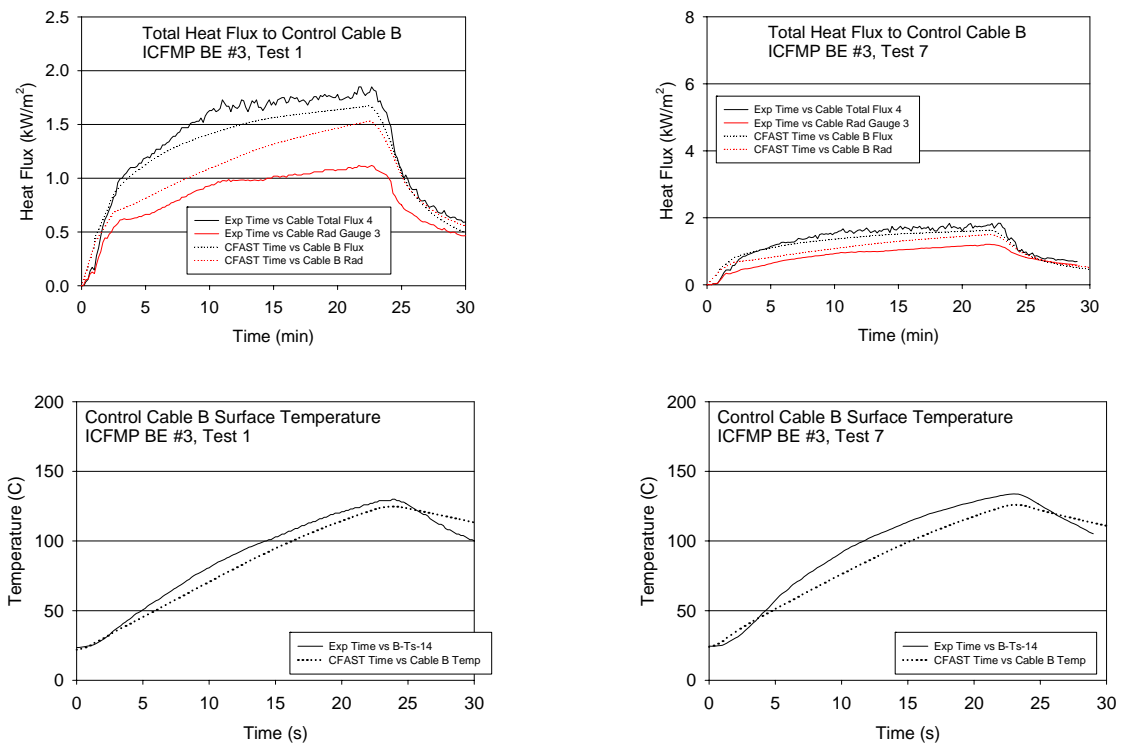 Total Heat Flux to Control Cable B
ICFMP BE #3, Test 1
Heat Flux (kW/m²)
2.5
2.0
1.5
1.0
0.5
0.0
Exp Time vs Cable Total Flux 4
Exp Time vs Cable Rad Gauge 3
CFAST Time vs Cable B Flux
CFAST Time vs Cable B Rad
0 5 10 15 20 25 30
Time (min)
Total Heat Flux to Control Cable B
ICFMP BE #3, Test 7
Heat Flux (kW/m²)
8
6
4
2
0
Exp Time vs Cable Total Flux 4
Exp Time vs Cable Rad Gauge 3
CFAST Time vs Cable B Flux
CFAST Time vs Cable B Rad
0 5 10 15 20 25 30
Time (min)
Control Cable B Surface Temperature
ICFMP BE #3, Test 1
Temperature (C)
200
150
100
50
0
Exp Time vs B-Ts-14
CFAST Time vs Cable B Temp
0 5 10 15 20 25 30
Time (s)
Control Cable B Surface Temperature
ICFMP BE #3, Test 7
Temperature (C)
200
150
100
50
0
Exp Time vs B-Ts-14
CFAST Time vs Cable B Temp
0 5 10 15 20 25 30
Time (s)